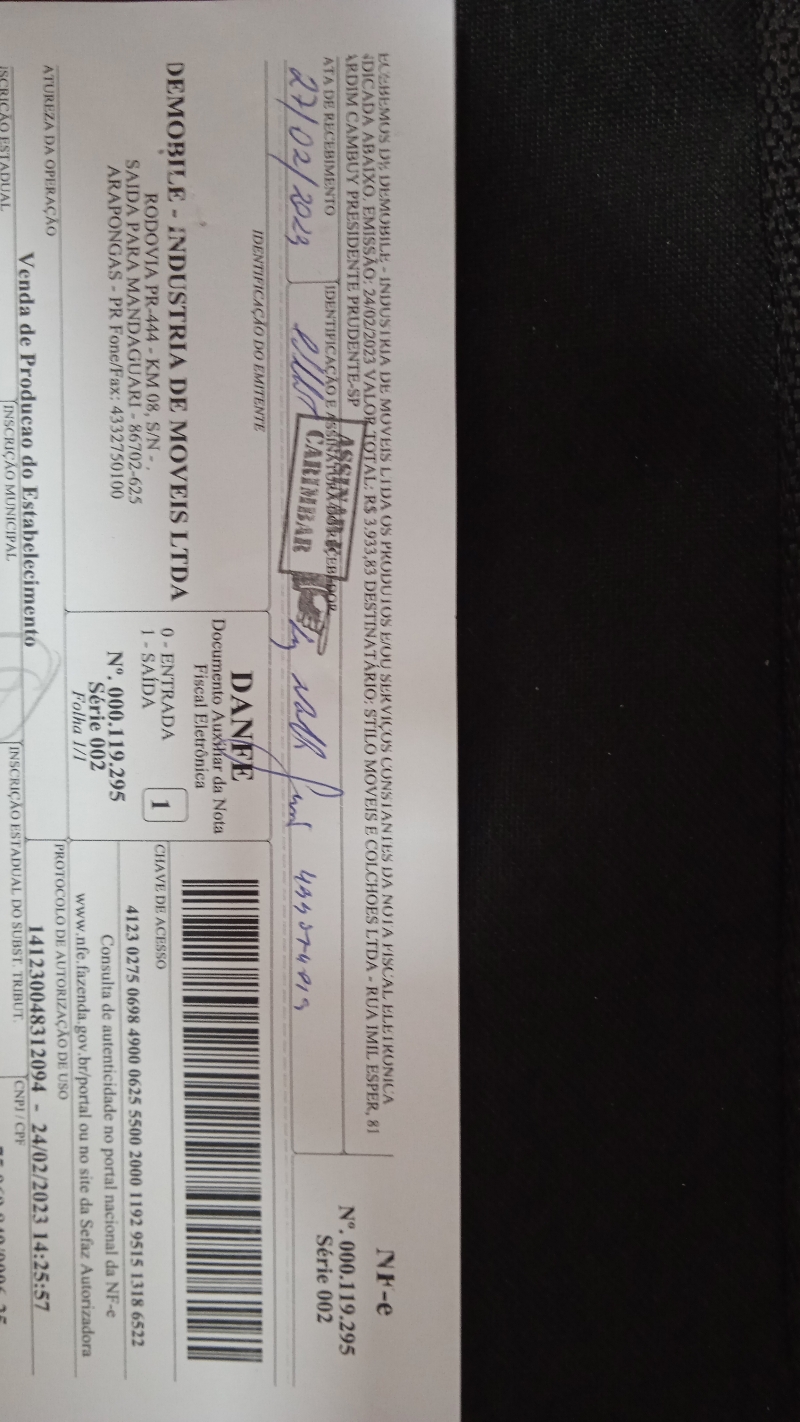 ECEBEMOS DE DEMOBILE - INDUSTRIA DE MOVEIS LTDA OS PRODUTOS E/OU SERVIÇOS CONSTANTES DA NOTA FISCAL ELETRÔNICA
NDICADA ABAIXO. EMISSÃO: 24/02/2023 VALOR TOTAL: R$ 3.933,83 DESTINATÁRIO: STILO MOVEIS E COLCHOES LTDA - RUA IMIL ESPER, 81
ARDIM CAMBUY PRESIDENTE PRUDENTE-SP
NF-e
Nº. 000.119.295
Série 002
ATA DE RECEBIMENTO
27/02/2023
IDENTIFICAÇÃO E ASSINATURA DO RECEBEDOR
ASSINAR E
CARIMBAR
IDENTIFICAÇÃO DO EMITENTE
DEMOBILE - INDUSTRIA DE MOVEIS LTDA
RODOVIA PR-444 - KM 08, S/N - .
SAIDA PARA MANDAGUARI - 86702-625
ARAPONGAS - PR Fone/Fax: 4332750100
DANFE
Documento Auxiliar da Nota
Fiscal Eletrônica
0 - ENTRADA
1 - SAÍDA
1
Nº. 000.119.295
Série 002
Folha 1/1
CHAVE DE ACESSO
4123 0275 0698 4900 0625 5500 2000 1192 9515 1318 6522
Consulta de autenticidade no portal nacional da NF-e
www.nfe.fazenda.gov.br/portal ou no site da Sefaz Autorizadora
ATUREZA DA OPERAÇÃO
Venda de Producao do Estabelecimento
PROTOCOLO DE AUTORIZAÇÃO DE USO
141230048312094 - 24/02/2023 14:25:57
SCRIÇÃO ESTADUAL
INSCRIÇÃO MUNICIPAL
INSCRIÇÃO ESTADUAL DO SUBST. TRIBUT.
CNPJ / CPF